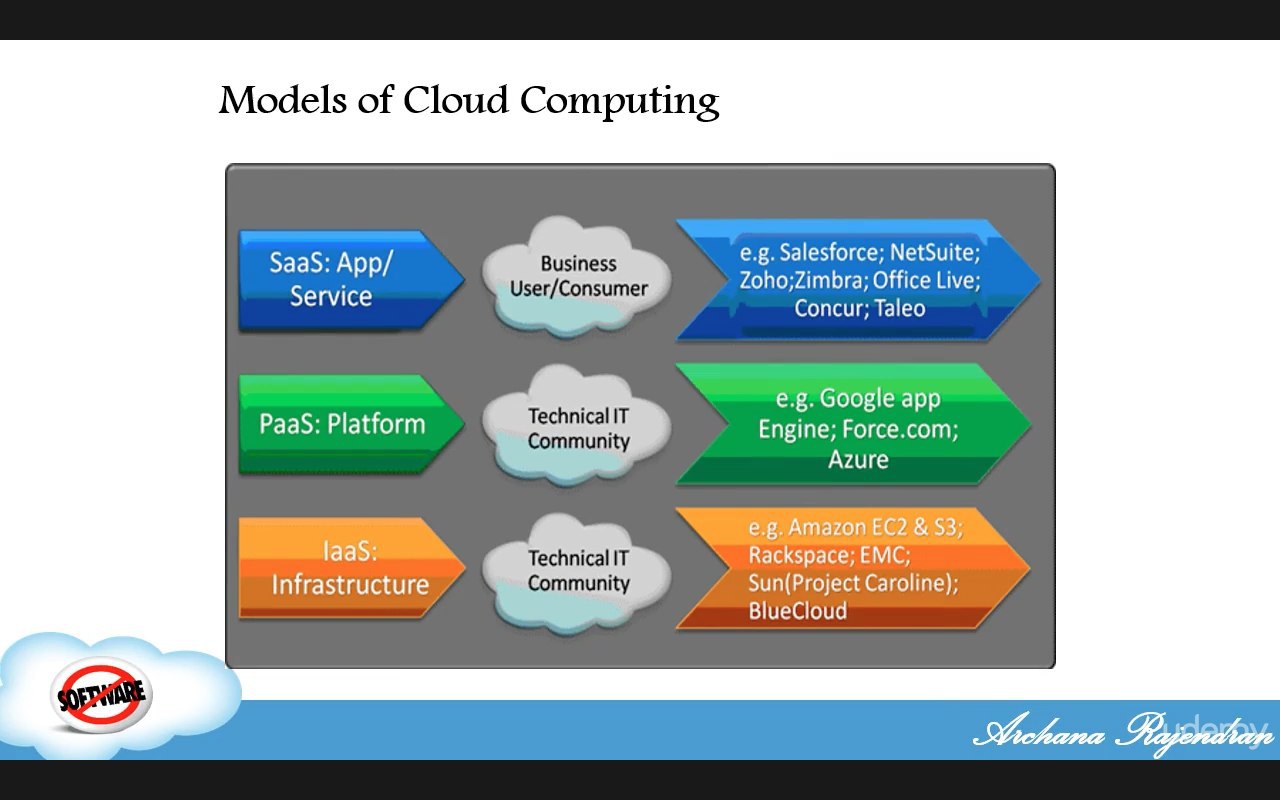 Models of Cloud Computing
SaaS: App/
Service
Business
User/Consumer
e.g. Salesforce; NetSuite;
Zoho;Zimbra; Office Live;
Concur; Taleo
PaaS: Platform
Technical IT
Community
e.g. Google app
Engine; Force.com;
Azure
IaaS:
Infrastructure
Technical IT
Community
e.g. Amazon EC2 & S3;
Rackspace; EMC;
Sun(Project Caroline);
BlueCloud
SOFTWARE
Archana Rajendran
udemy